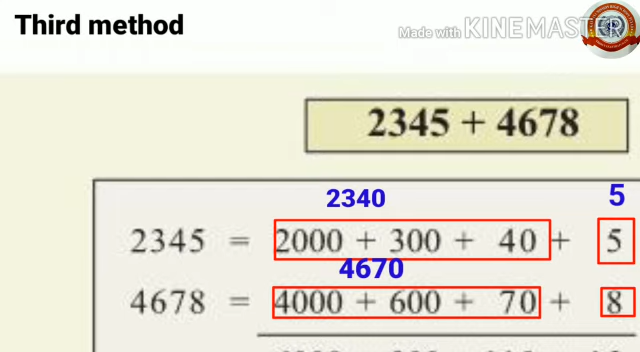 Third method
Made with KINEMASTER
2345 + 4678
2340 5
2345 = 2000 + 300 + 40 + 5
4670
4678 = 4000 + 600 + 70 + 8